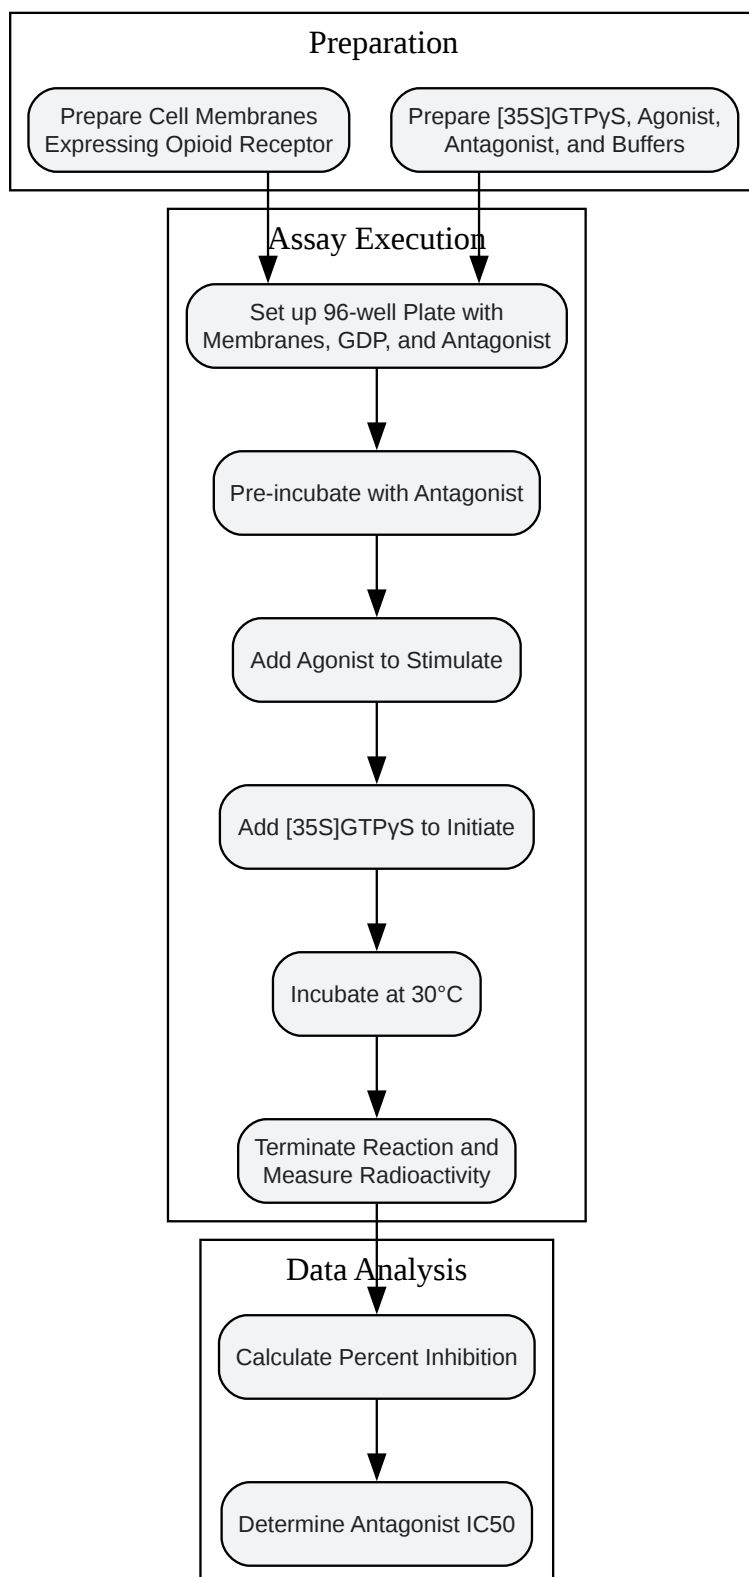 Preparation
Prepare Cell Membranes
Expressing Opioid Receptor
Prepare [35S]GTPγS, Agonist,
Antagonist, and Buffers
Assay Execution
Set up 96-well Plate with
Membranes, GDP, and Antagonist
Pre-incubate with Antagonist
Add Agonist to Stimulate
Add [35S]GTPγS to Initiate
Incubate at 30°C
Terminate Reaction and
Measure Radioactivity
Data Analysis
Calculate Percent Inhibition
Determine Antagonist IC50